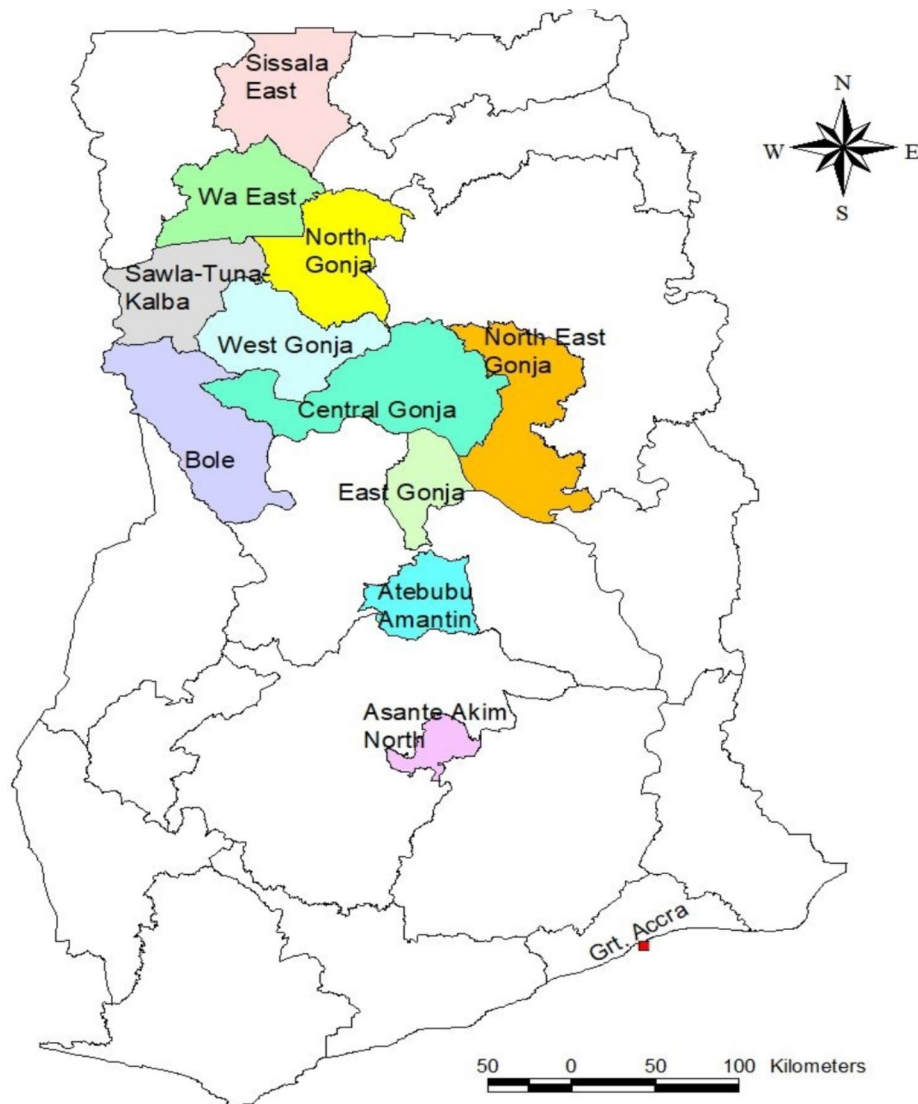 Sissala
East
N
W
E
S
Wa East
North
Gonja
Sawla-Tuna-
Kalba
West Gonja
North East
Gonja
Central Gonja
Bole
East Gonja
Atebubu
Amantin
Asante Akim
North
Grt. Accra
50 0 50 100 Kilometers